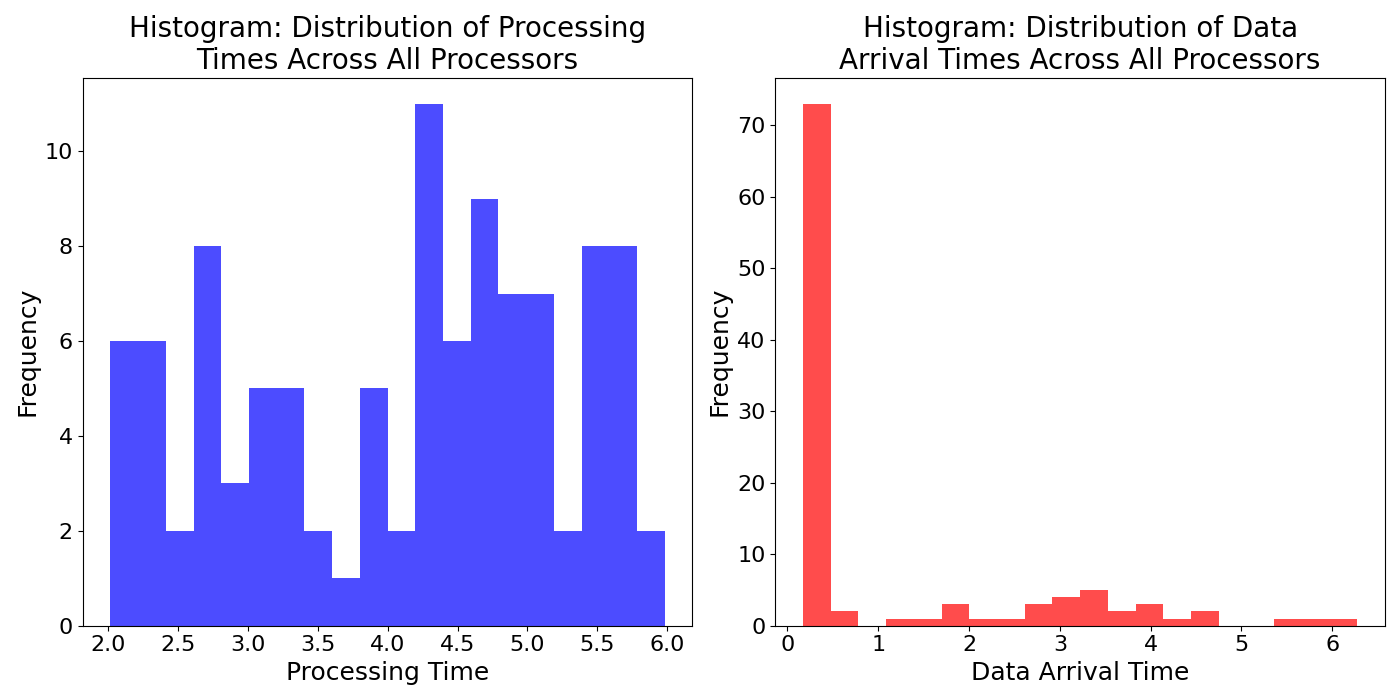 Histogram: Distribution of Processing
Times Across All Processors
Frequency
10
8
6
4
2
0
2.0 2.5 3.0 3.5 4.0 4.5 5.0 5.5 6.0
Processing Time
Histogram: Distribution of Data
Arrival Times Across All Processors
Frequency
70
60
50
40
30
20
10
0
0 1 2 3 4 5 6
Data Arrival Time